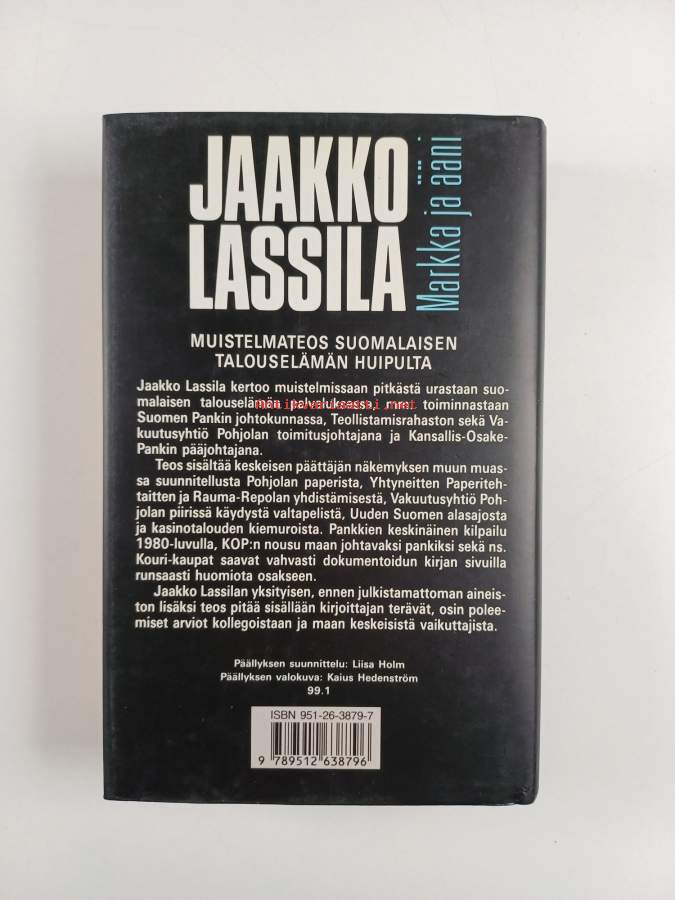 JAAKKO
LASSILA
Markka ja ääni
MUISTELMATEOS SUOMALAISEN
TALOUSELÄMÄN HUIPULTA
Jaakko Lassila kertoo muistelmissaan pitkästä urastaan suo-
malaisen talouselämän palveluksessa, mm. toiminnastaan
Suomen Pankin johtokunnassa, Teollistamisrahaston sekä Va-
kuutusyhtiö Pohjolan toimitusjohtajana ja Kansallis-Osake-
Pankin pääjohtajana.
Teos sisältää keskeisen päättäjän näkemyksen muun muas-
sa suunnitellusta Pohjolan paperista, Yhtyneitten Paperiteh-
taitten ja Rauma-Repolan yhdistämisestä, Vakuutusyhtiö Poh-
jolan piirissä käydystä valtapelistä, Uuden Suomen alasajosta
ja kasinotalouden kiemuroista. Pankkien keskinäinen kilpailu
1980-luvulla, KOP:n nousu maan johtavaksi pankiksi sekä ns.
Kouri-kaupat saavat vahvasti dokumentoidun kirjan sivuilla
runsaasti huomiota osakseen.
Jaakko Lassilan yksityisen, ennen julkistamattoman aineis-
ton lisäksi teos pitää sisällään kirjoittajan terävät, osin polee-
miset arviot kollegoistaan ja maan keskeisistä vaikuttajista.
Päällyksen suunnittelu: Liisa Holm
Päällyksen valokuva: Kaius Hedenström
99.1
ISBN 951-26-3879-7
9 789512 638796